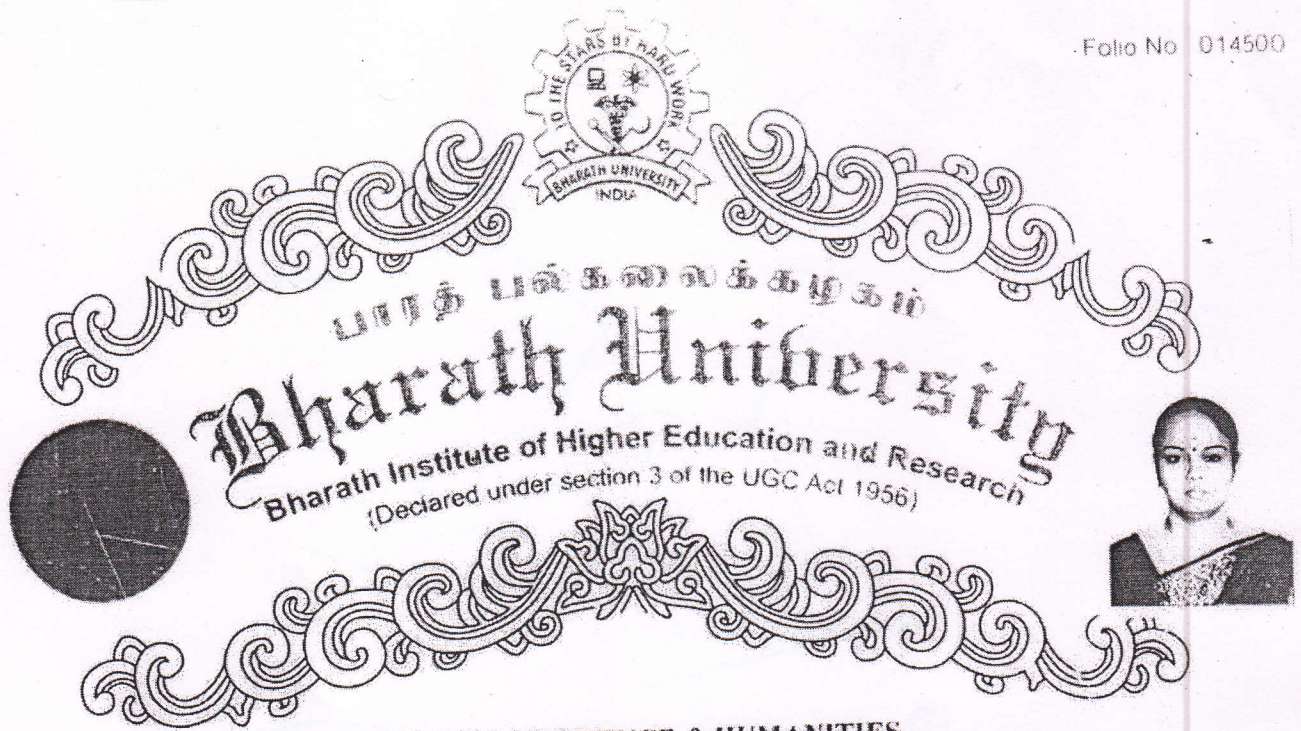 Folio No 014500
TO THE STARS BY HARD WORK
BHARATH UNIVERSITY
INDIA
பாரத் பல்கலைக்கழகம்
Bharath University
Bharath Institute of Higher Education and Research
(Declared under section 3 of the UGC Act 1956)
& HUMANITIES